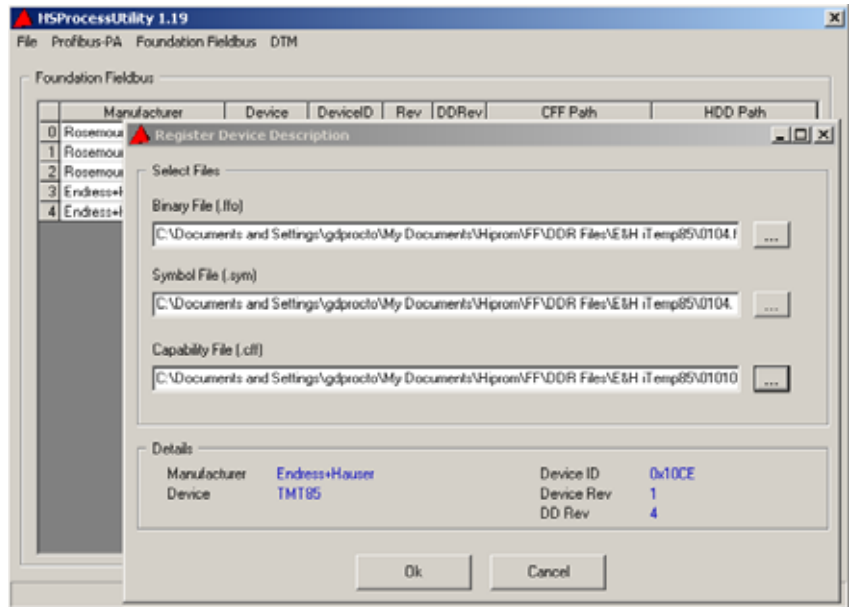 HSProcessUtility 1.19
File Profibus-PA Foundation Fieldbus DTM
Foundation Fieldbus
Manufacturer Device DeviceID Rev DDRev CFF Path HDD Path
0 Rosemou
1 Rosemou
2 Rosemou
3 Endress+H
4 Endress+H
Register Device Description
Select Files
Binary File (.ffo)
C:\Documents and Settings\gdprocto\My Documents\Hiprom\FF\DDR Files\E&H iTemp85\0104.f
...
Symbol File (.sym)
C:\Documents and Settings\gdprocto\My Documents\Hiprom\FF\DDR Files\E&H iTemp85\0104.
...
Capability File (.cff)
C:\Documents and Settings\gdprocto\My Documents\Hiprom\FF\DDR Files\E&H iTemp85\01010
...
Details
Manufacturer Endress+Hauser Device ID 0x10CE
Device TMT85 Device Rev 1
DD Rev 4
Ok Cancel